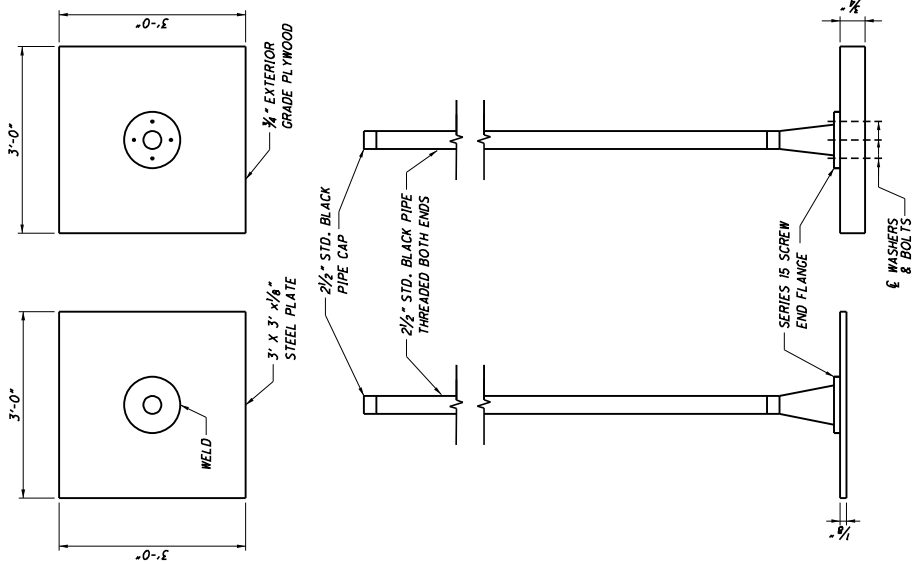 3'-0"
3'-0"
¾" EXTERIOR
GRADE PLYWOOD
3'-0"
3'-0"
WELD
3' X 3' x⅛"
STEEL PLATE
2½" STD. BLACK
PIPE CAP
2½" STD. BLACK PIPE
THREADED BOTH ENDS
SERIES 15 SCREW
END FLANGE
¾"
℄ WASHERS
& BOLTS
⅛"